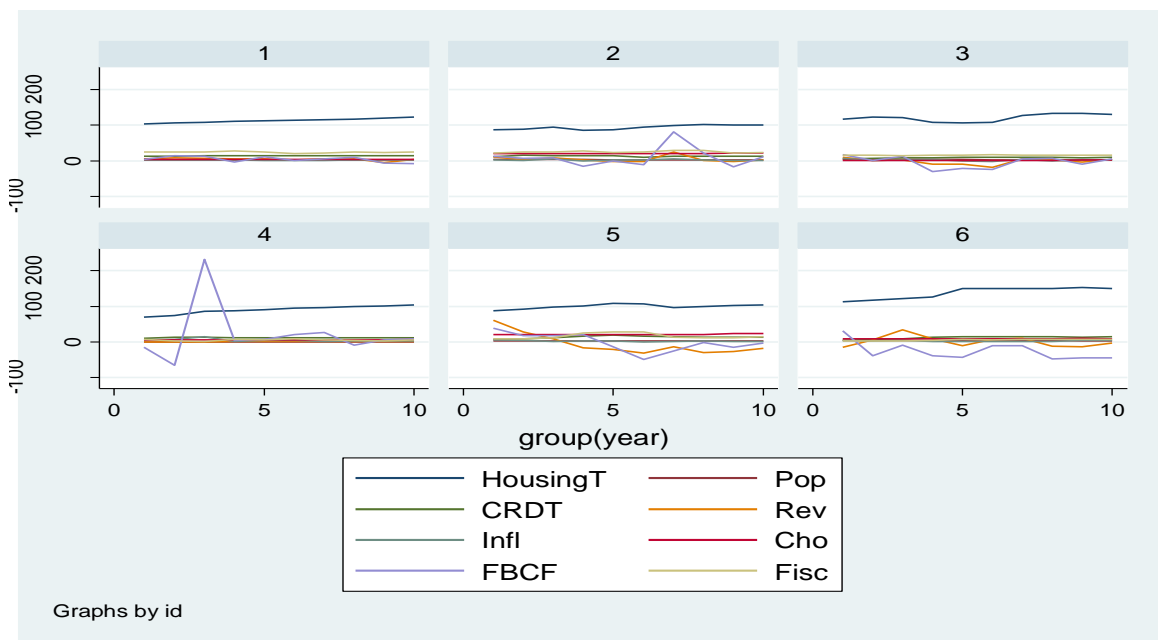 1 2 3
-100 0 100 200
4 5 6
-100 0 100 200
0 5 10 0 5 10 0 5 10
group(year)
HousingT Pop
CRDT Rev
Infl Cho
FBCF Fisc
Graphs by id